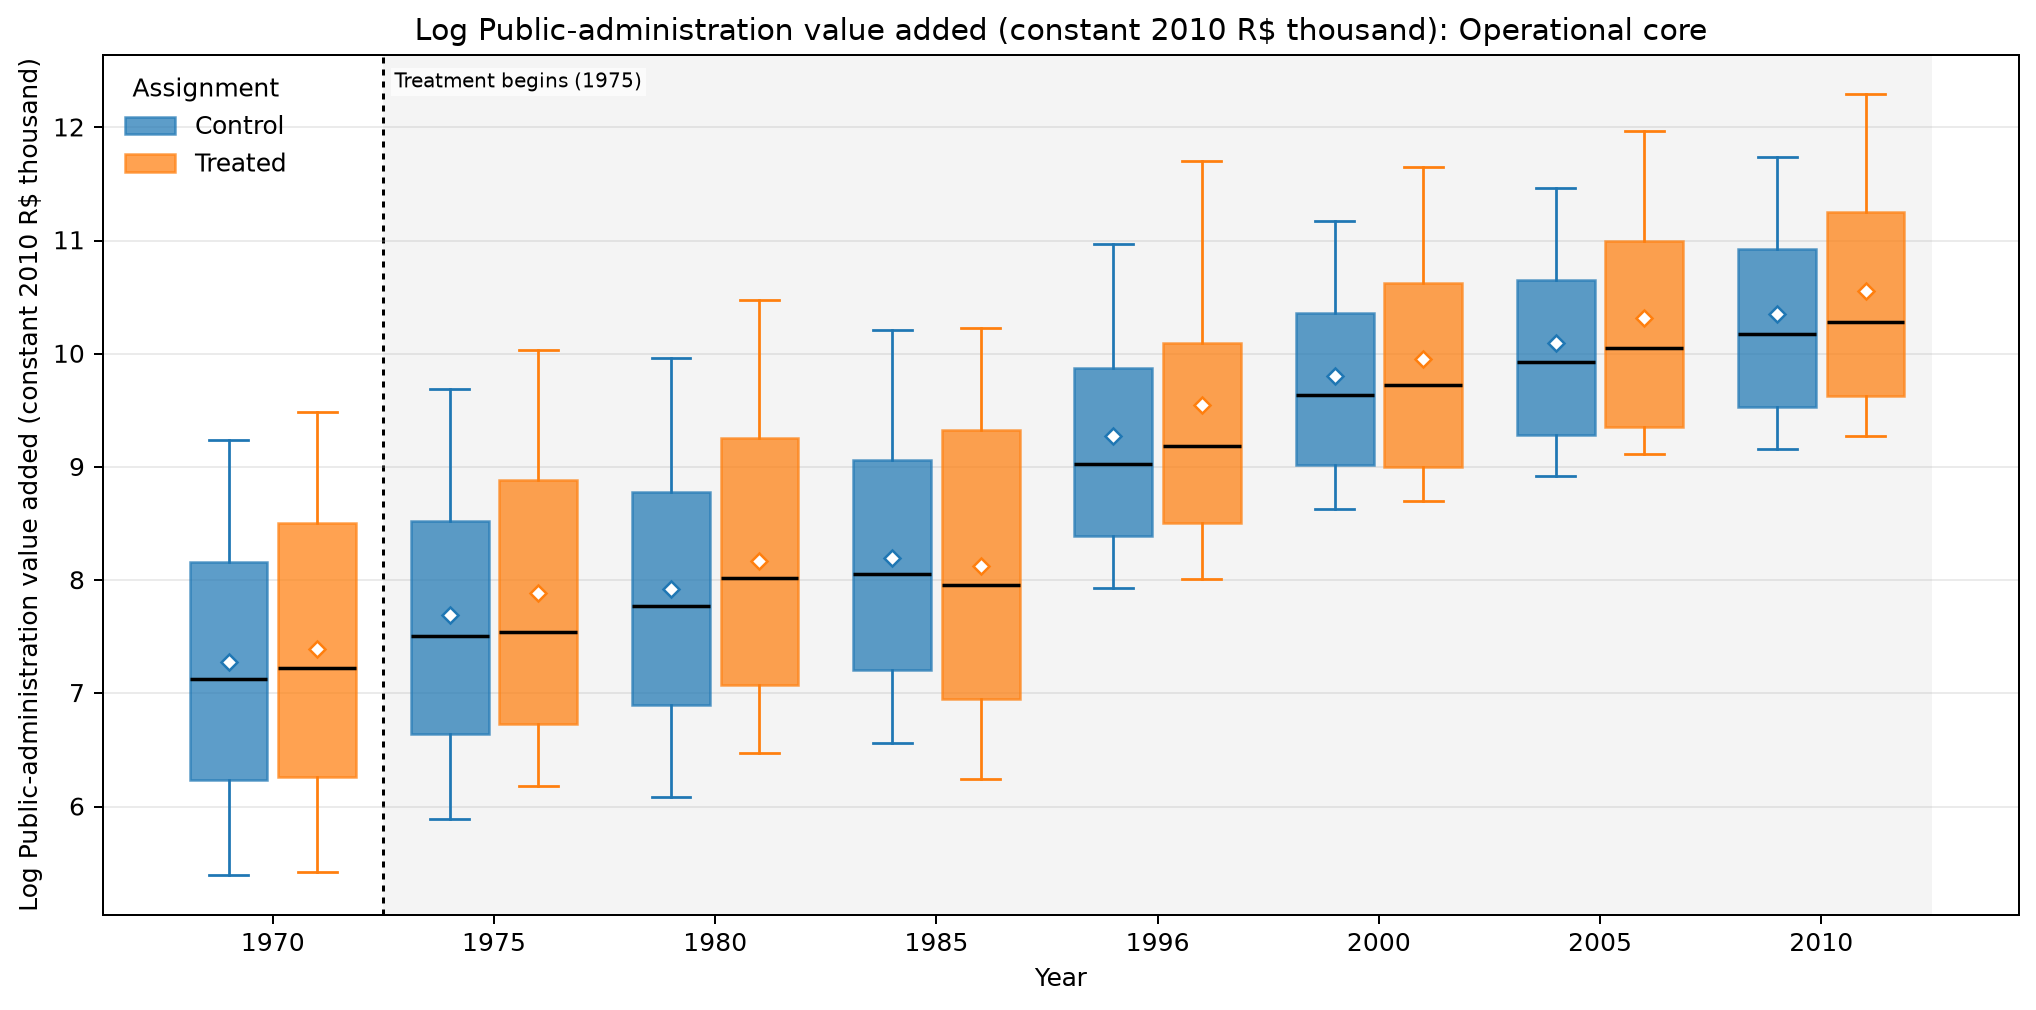 Log Public-administration value added (constant 2010 R$ thousand): Operational core
Log Public-administration value added (constant 2010 R$ thousand)
Assignment
Control
Treated
Treatment begins (1975)
12
11
10
9
8
7
6
1970 1975 1980 1985 1996 2000 2005 2010
Year